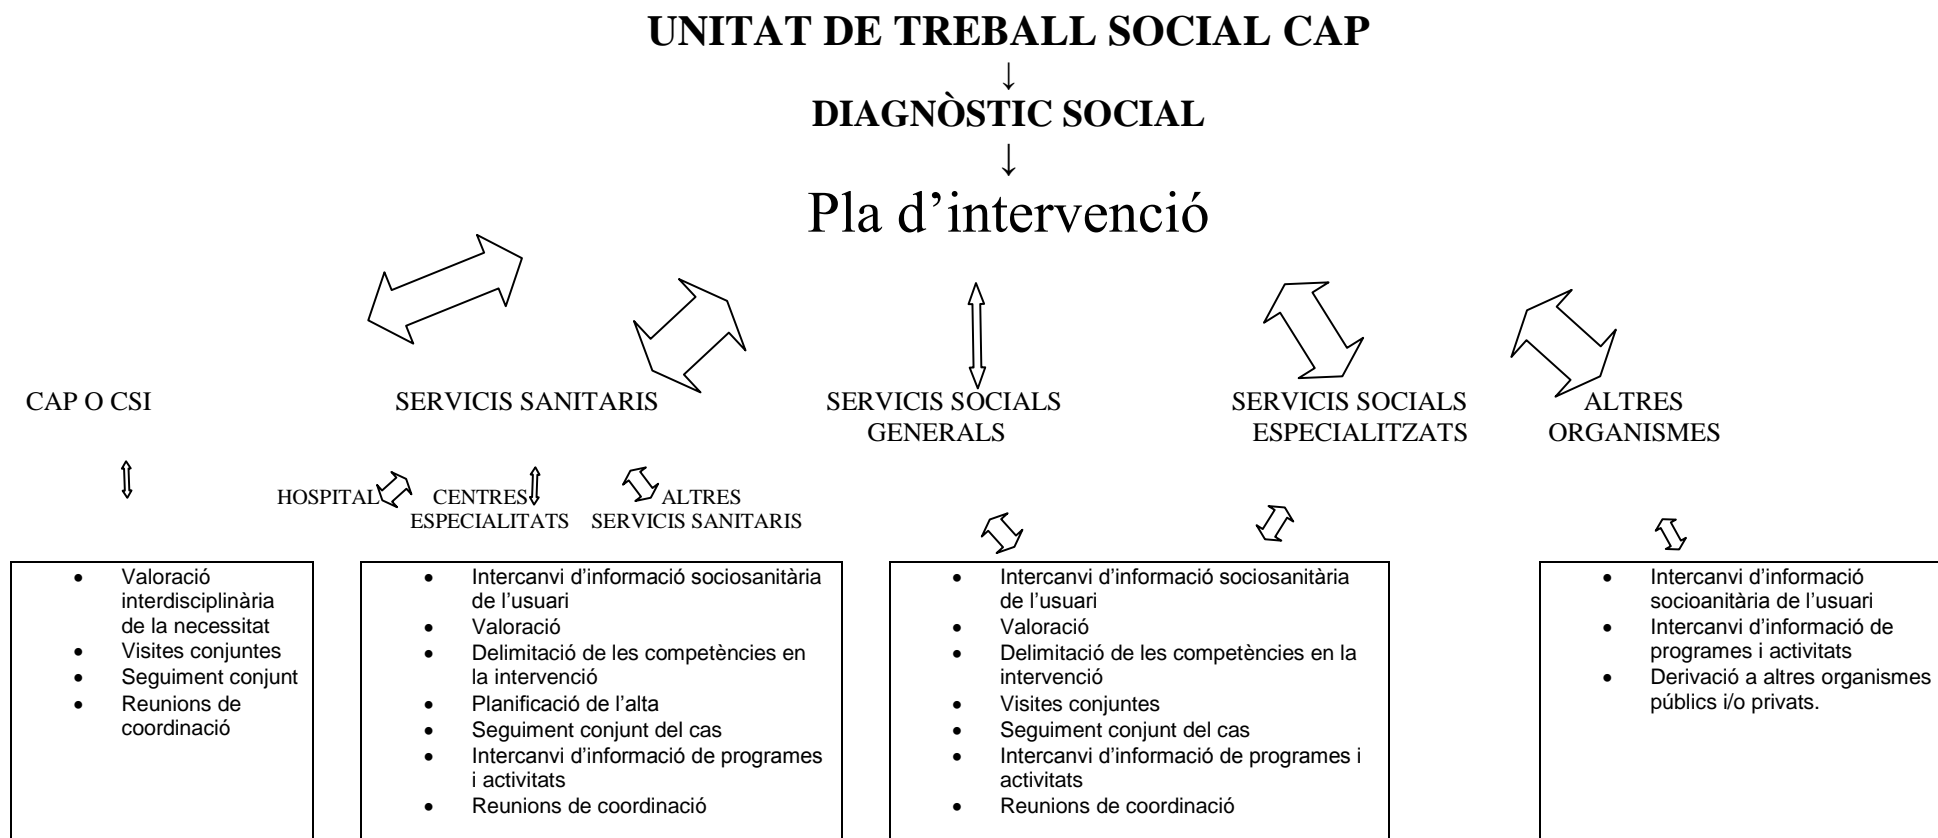 UNITAT DE TREBALL SOCIAL CAP
↓
DIAGNÒSTIC SOCIAL
↓
Pla d’intervenció
CAP O CSI
SERVICIS SANITARIS
SERVICIS SOCIALS
GENERALS
SERVICIS SOCIALS
ESPECIALITZATS
ALTRES
ORGANISMES
HOSPITAL
CENTRES
ESPECIALITATS
ALTRES
SERVICIS SANITARIS
• Valoració
interdisciplinària
de la necessitat
• Visites conjuntes
• Seguiment conjunt
• Reunions de
coordinació
• Intercanvi d’informació sociosanitària
de l’usuari
• Valoració
• Delimitació de les competències en
la intervenció
• Planificació de l’alta
• Seguiment conjunt del cas
• Intercanvi d’informació de programes
i activitats
• Reunions de coordinació
• Intercanvi d’informació sociosanitària
de l’usuari
• Valoració
• Delimitació de les competències en la
intervenció
• Visites conjuntes
• Seguiment conjunt del cas
• Intercanvi d’informació de programes i
activitats
• Reunions de coordinació
• Intercanvi d’informació
socioanitària de l’usuari
• Intercanvi d’informació de
programes i activitats
• Derivació a altres organismes
públics i/o privats.